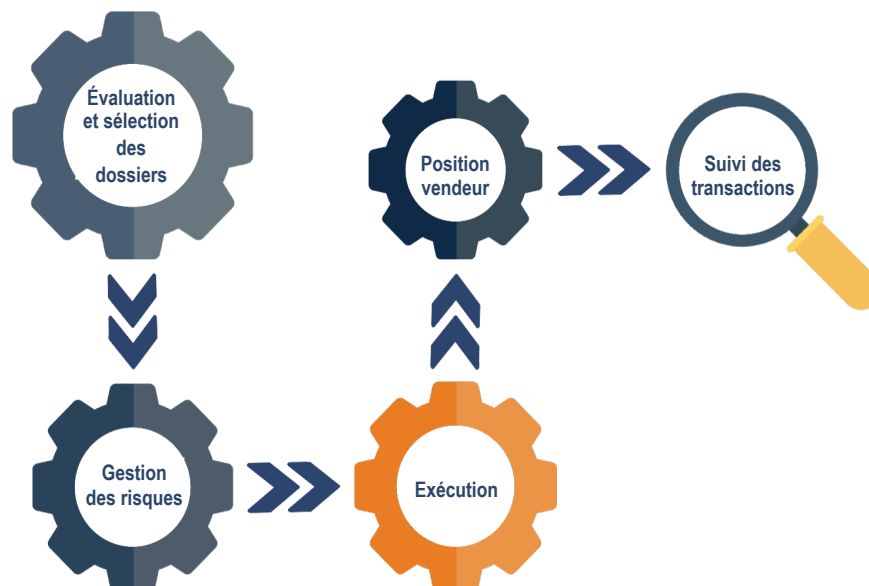 Évaluation
et sélection
des
dossiers
Gestion
des risques
Exécution
Position
vendeur
Suivi des
transactions